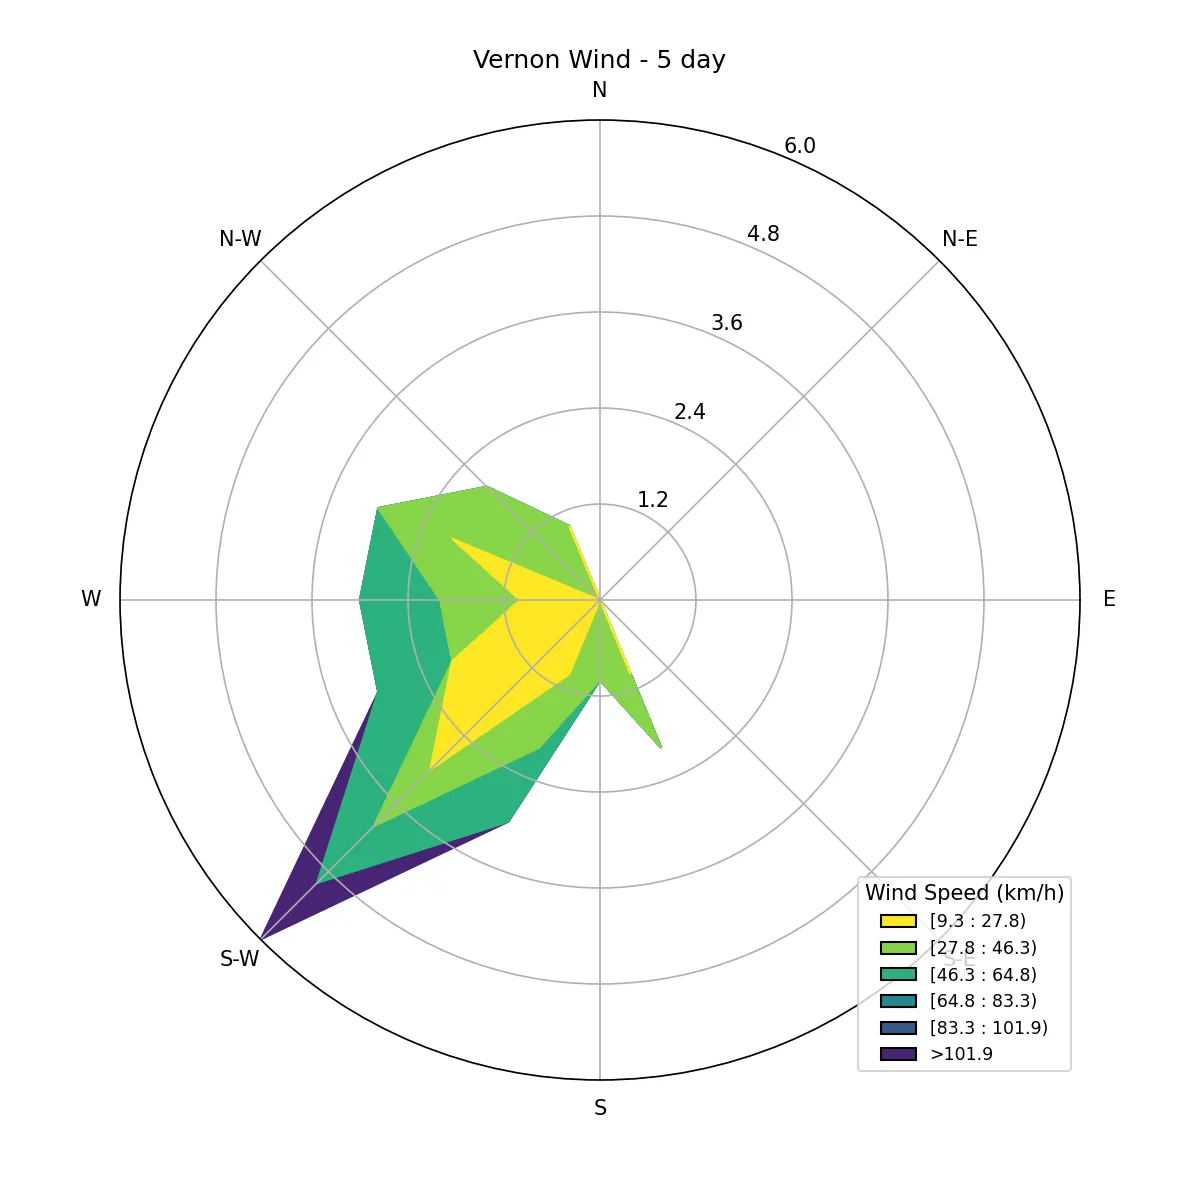 Vernon Wind - 5 day
N
6.0
N-W
4.8
N-E
3.6
2.4
1.2
W
E
S-W
S-E
S
Wind Speed (km/h)
[9.3 : 27.8)
[27.8 : 46.3)
[46.3 : 64.8)
[64.8 : 83.3)
[83.3 : 101.9)
>101.9